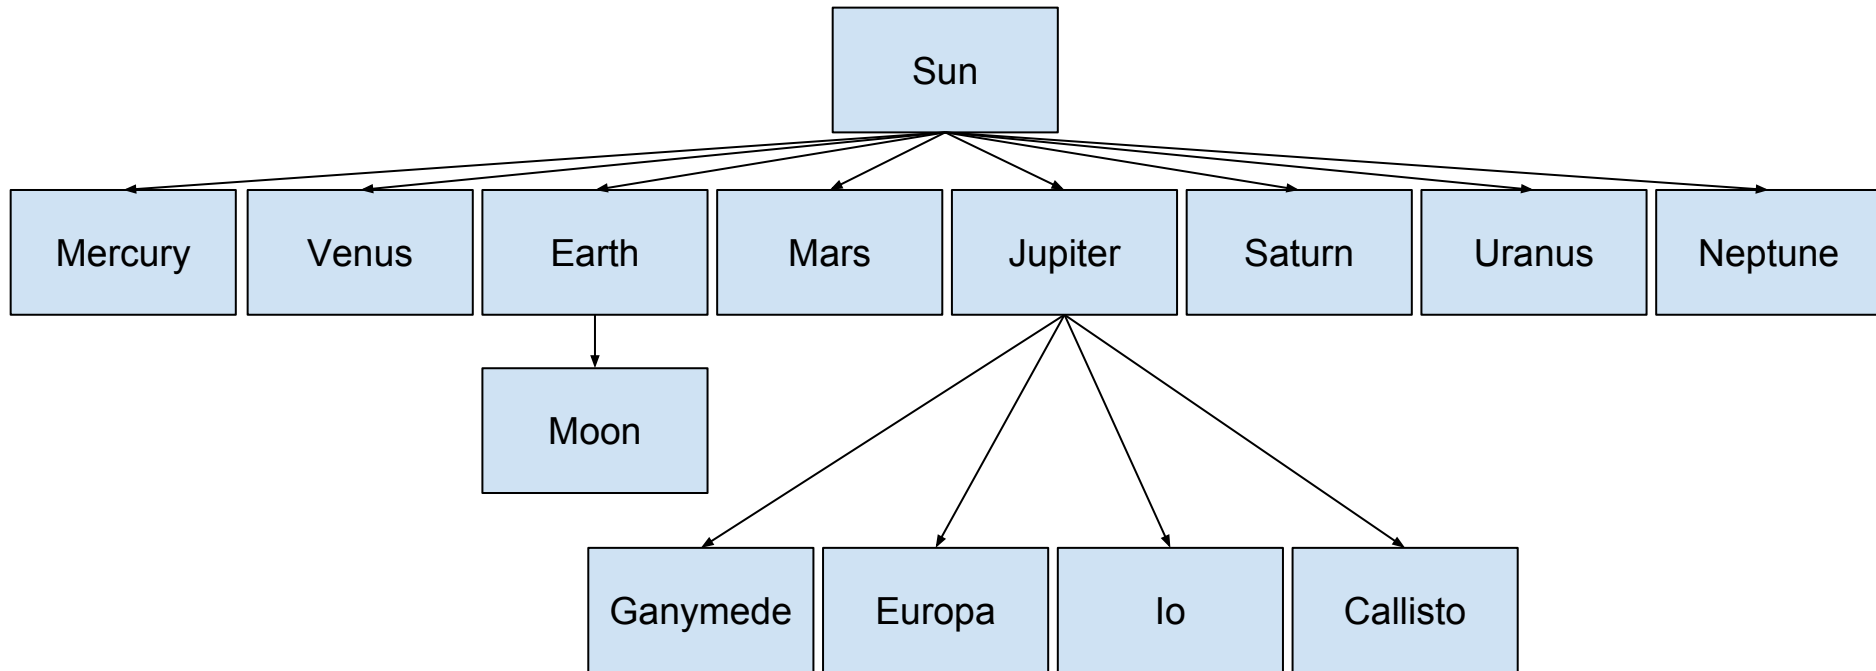 Sun
Mercury
Venus
Earth
Mars
Jupiter
Saturn
Uranus
Neptune
Moon
Ganymede
Europa
Io
Callisto